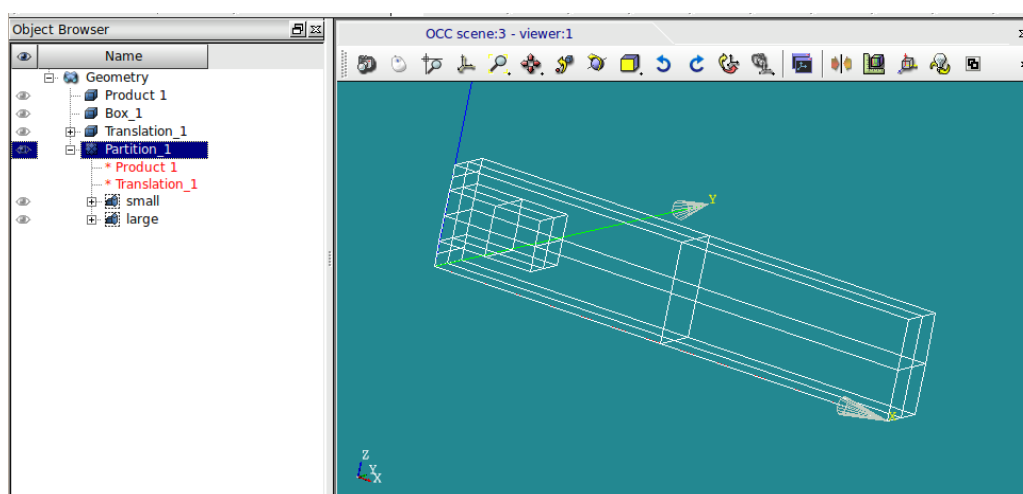 Object Browser
OCC scene:3 - viewer:1
Name
Geometry
Product 1
Box_1
Translation_1
Partition_1
* Product 1
* Translation_1
small
large
Y
X
Z
Y
X